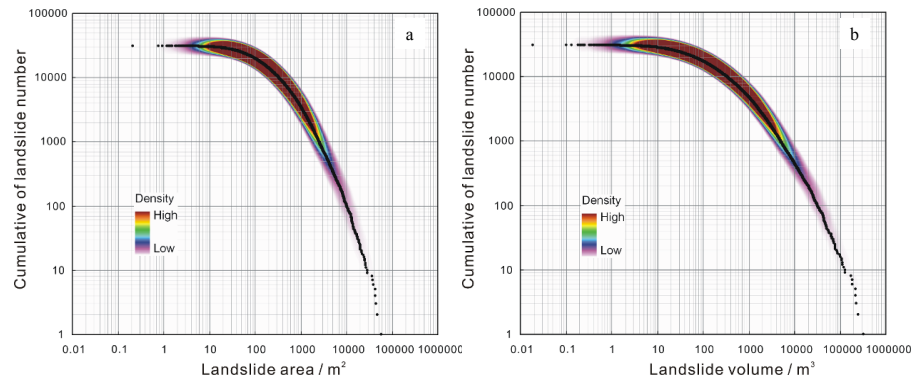 a
100000
10000
1000
100
10
1
Cumulative of landslide number
Density
High
Low
0.01 0.1 1 10 100 1000 10000 100000 1000000
Landslide area / m²
b
100000
10000
1000
100
10
1
Cumulative of landslide number
Density
High
Low
0.01 0.1 1 10 100 1000 10000 100000 1000000
Landslide volume / m³